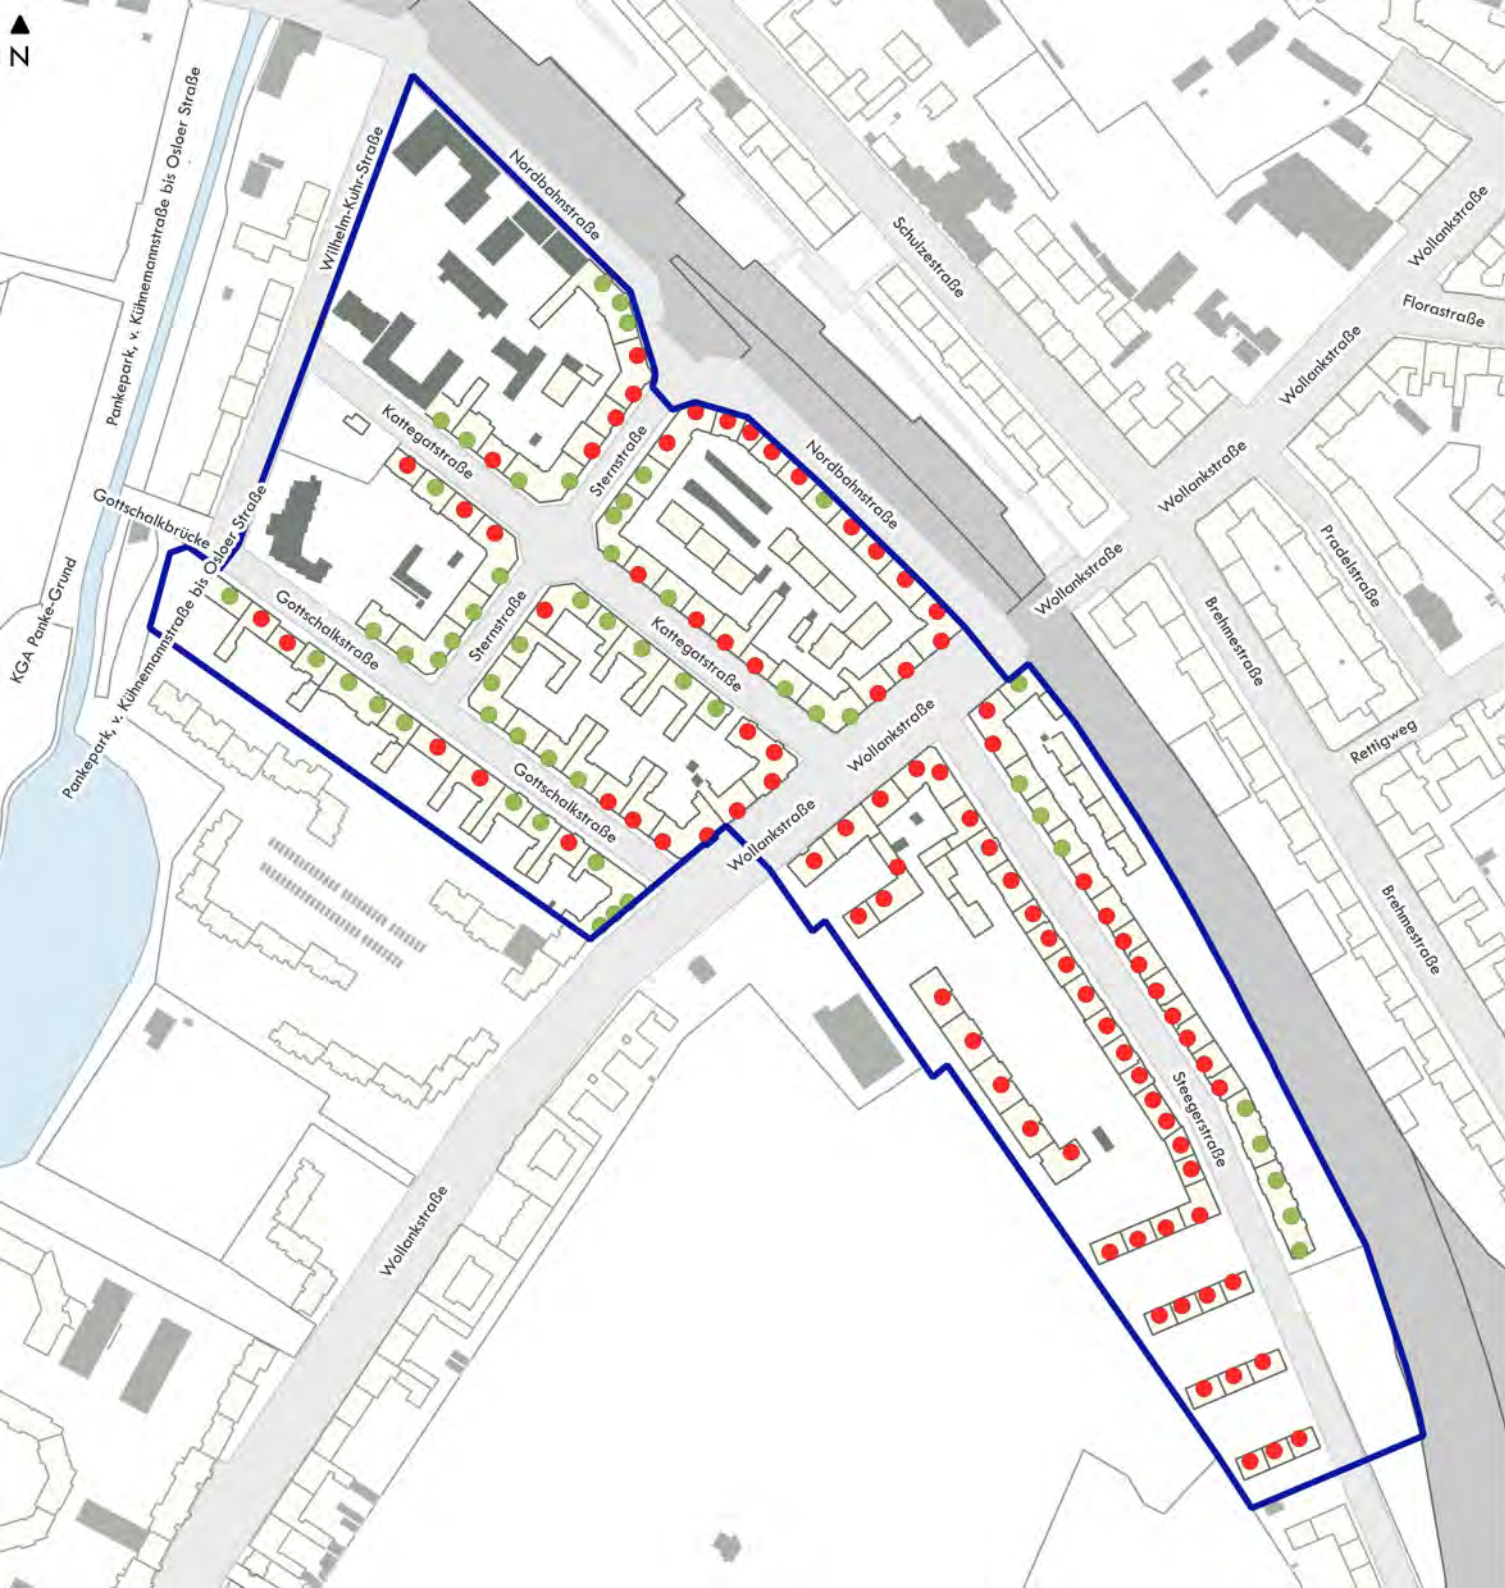 N
Pankepark, v. Kühnemannstraße bis Osloer Straße
Wilhelm-Kuhr-Straße
Nordbahnstraße
Schulzestraße
Wollankstraße
Florastraße
Wollankstraße
Kattegatstraße
Sternstraße
Nordbahnstraße
Wollankstraße
Gottschalkbrücke
Pradelstraße
Wollankstraße
KGA Panke-Grund
Pankepark, v. Kühnemannstraße bis Osloer Straße
Gottschalkstraße
Sternstraße
Kattegatstraße
Brehmestraße
Wollankstraße
Rettigweg
Gottschalkstraße
Wollankstraße
Brehmestraße
Steegerstraße
Wollankstraße